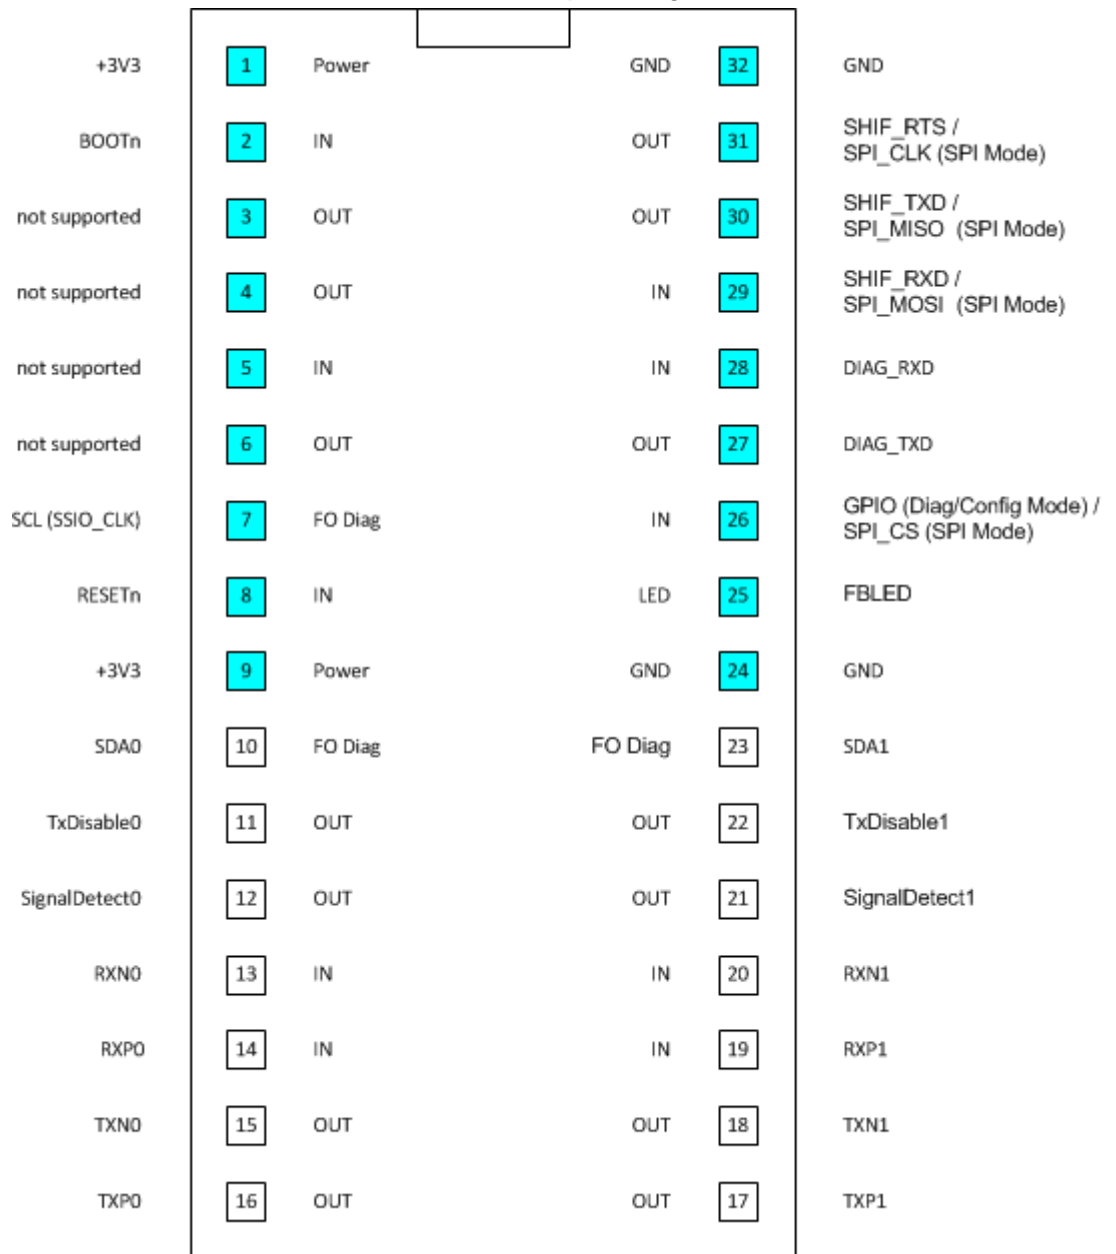 +3V3 1 Power GND 32 GND
BOOTn 2 IN OUT 31 SHIF_RTS /
SPI_CLK (SPI Mode)
not supported 3 OUT OUT 30 SHIF_TXD /
SPI_MISO (SPI Mode)
not supported 4 OUT IN 29 SHIF_RXD /
SPI_MOSI (SPI Mode)
not supported 5 IN IN 28 DIAG_RXD
not supported 6 OUT OUT 27 DIAG_TXD
SCL (SSIO_CLK) 7 FO Diag IN 26 GPIO (Diag/Config Mode) /
SPI_CS (SPI Mode)
RESETn 8 IN LED 25 FBLED
+3V3 9 Power GND 24 GND
SDA0 10 FO Diag FO Diag 23 SDA1
TxDisable0 11 OUT OUT 22 TxDisable1
SignalDetect0 12 OUT OUT 21 SignalDetect1
RXN0 13 IN IN 20 RXN1
RXP0 14 IN IN 19 RXP1
TXN0 15 OUT OUT 18 TXN1
TXP0 16 OUT OUT 17 TXP1